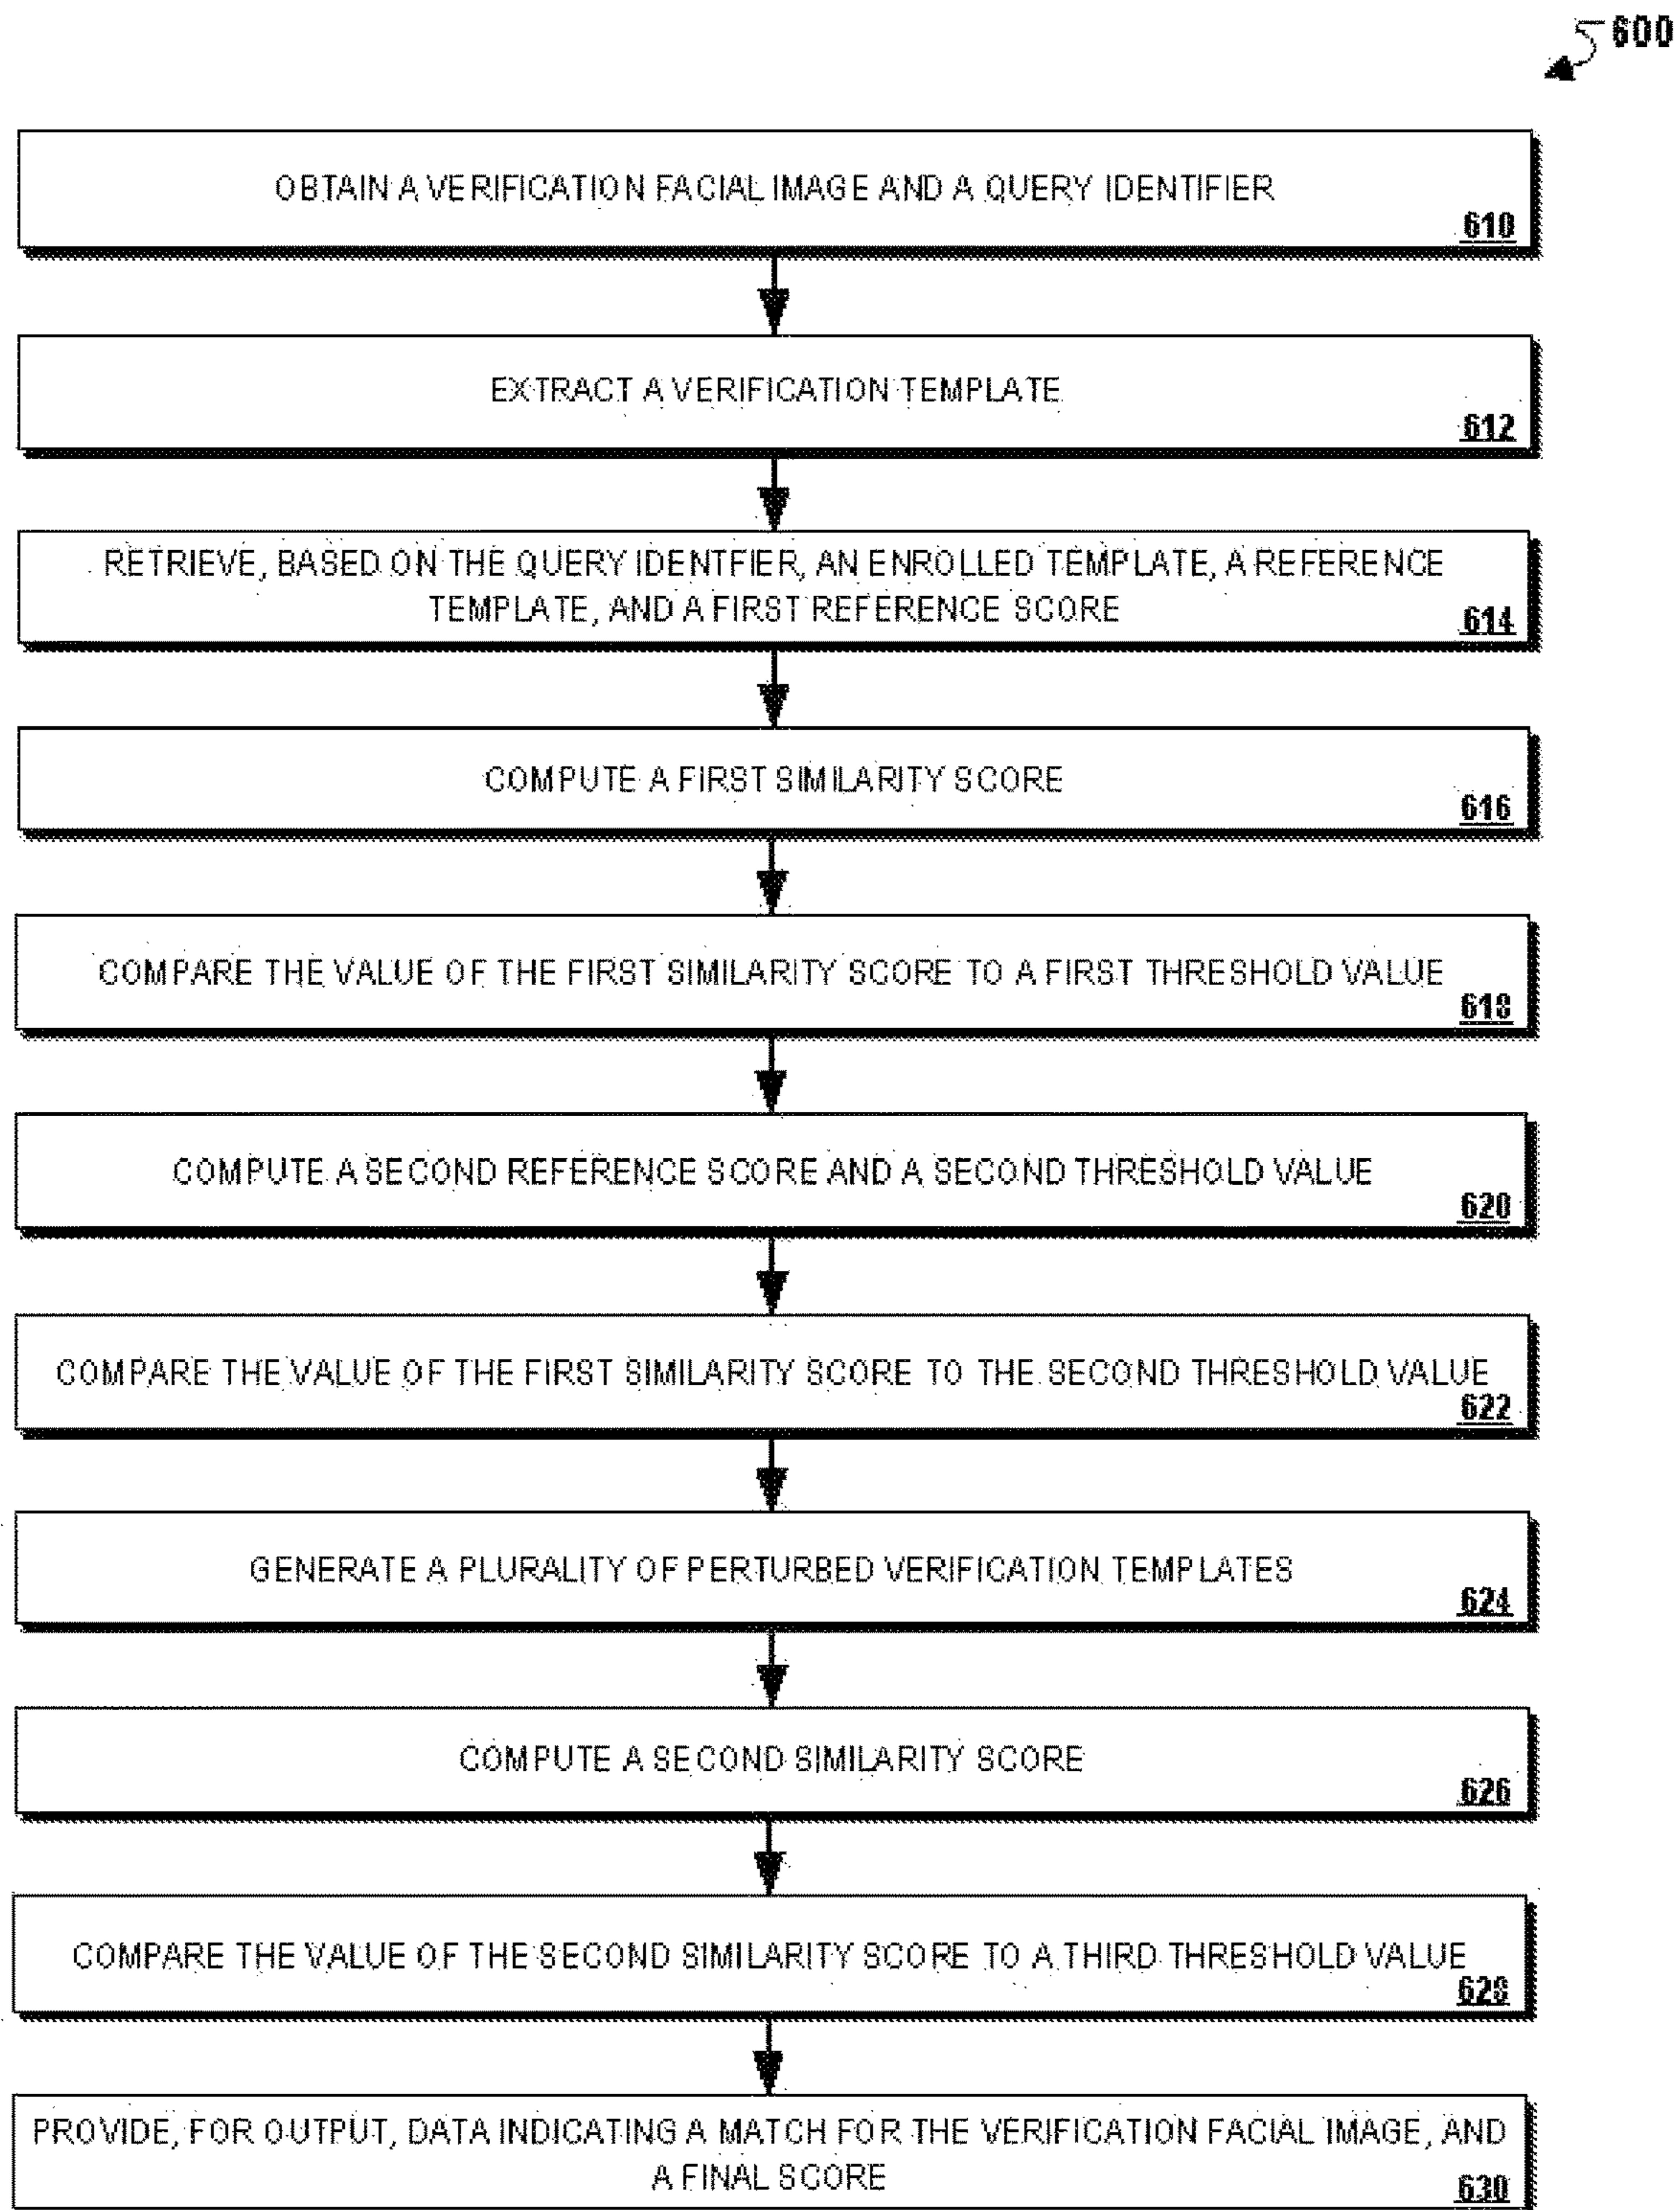 600
OBTAIN A VERIFICATION FACIAL IMAGE AND A QUERY IDENTIFIER
610
EXTRACT A VERIFICATION TEMPLATE
612
RETRIEVE, BASED ON THE QUERY IDENTFIER, AN ENROLLED TEMPLATE, A REFERENCE
TEMPLATE, AND A FIRST REFERENCE SCORE
614
COMPUTE A FIRST SIMILARITY SCORE
616
COMPARE THE VALUE OF THE FIRST SIMILARITY SCORE TO A FIRST THRESHOLD VALUE
618
COMPUTE A SECOND REFERENCE SCORE AND A SECOND THRESHOLD VALUE
620
COMPARE THE VALUE OF THE FIRST SIMILARITY SCORE TO THE SECOND THRESHOLD VALUE
622
GENERATE A PLURALITY OF PERTURBED VERIFICATION TEMPLATES
624
COMPUTE A SECOND SIMILARITY SCORE
626
COMPARE THE VALUE OF THE SECOND SIMILARITY SCORE TO A THIRD THRESHOLD VALUE
628
PROVIDE, FOR OUTPUT, DATA INDICATING A MATCH FOR THE VERIFICATION FACIAL IMAGE, AND
A FINAL SCORE
630